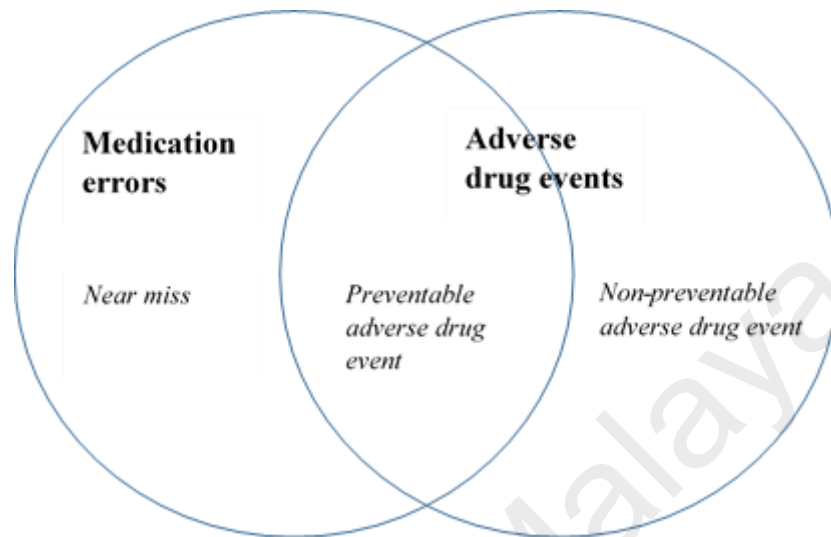 Medication
errors
Adverse
drug events
Near miss
Preventable
adverse drug
event
Non-preventable
adverse drug event
Malaya